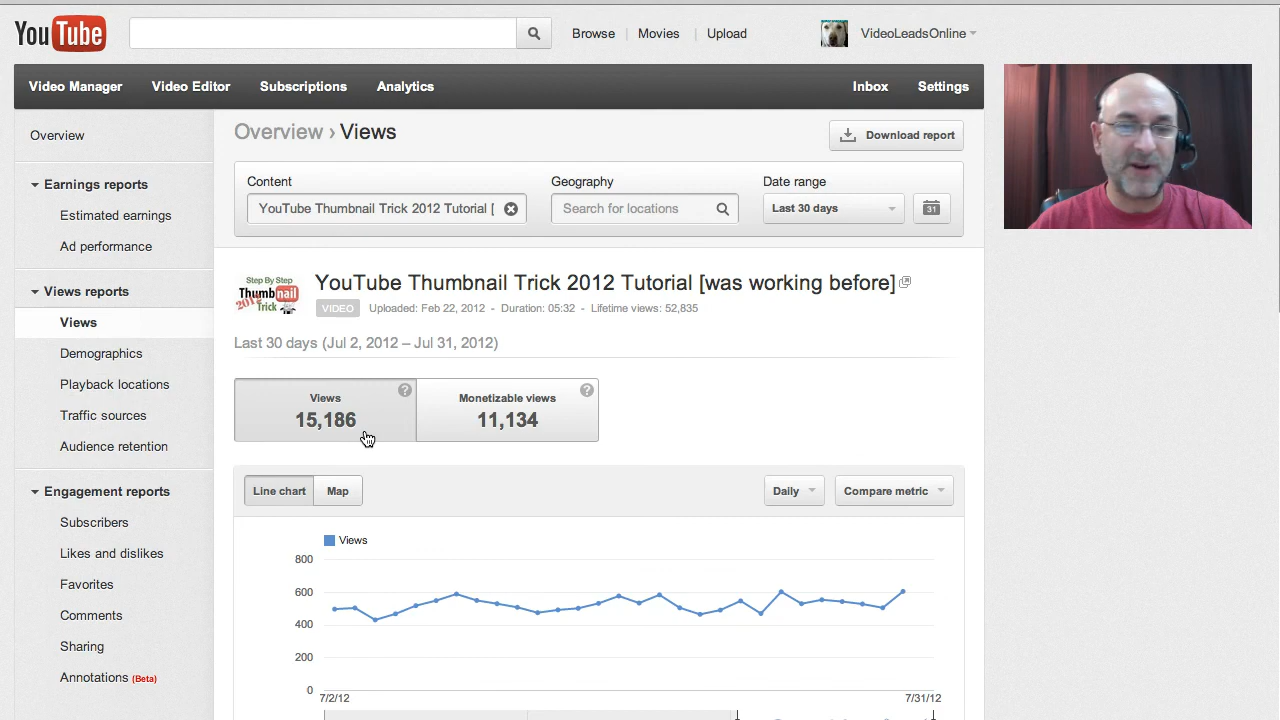 YouTube
Browse
Movies
Upload
VideoLeadsOnline
Video Manager
Video Editor
Subscriptions
Analytics
Inbox
Settings
Overview
Earnings reports
Estimated earnings
Ad performance
Views reports
Views
Demographics
Playback locations
Traffic sources
Audience retention
Engagement reports
Subscribers
Likes and dislikes
Favorites
Comments
Sharing
Annotations (Beta)
Overview › Views
Download report
Content
Geography
Date range
YouTube Thumbnail Trick 2012 Tutorial [
Search for locations
Last 30 days
31
Step By Step
Thumbnail
2012 Trick
YouTube Thumbnail Trick 2012 Tutorial [was working before]
VIDEO
Uploaded: Feb 22, 2012 - Duration: 05:32 - Lifetime views: 52,835
Last 30 days (Jul 2, 2012 – Jul 31, 2012)
Views
?
15,186
Monetizable views
?
11,134
Line chart
Map
Daily
Compare metric
Views
800
600
400
200
0
7/2/12
7/31/12